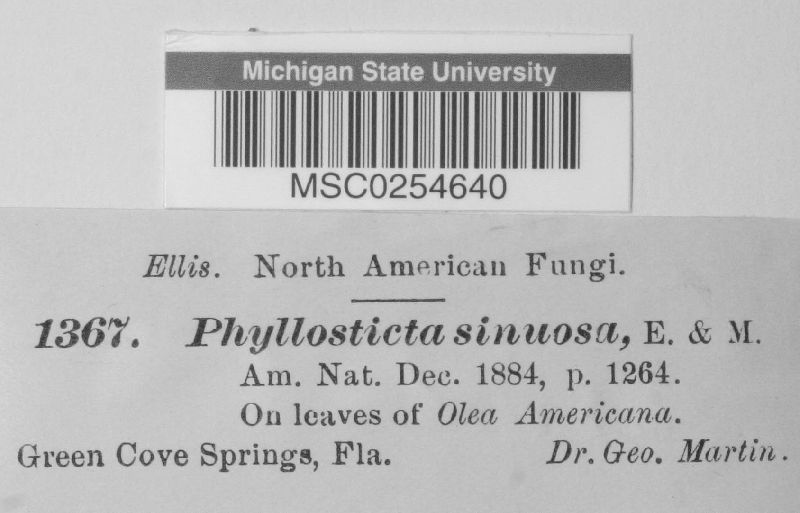 Michigan State University
MSC0254640
Ellis. North American Fungi.
1367. Phyllosticta sinuosa, E. & M.
Am. Nat. Dec. 1884, p. 1264.
On leaves of Olea Americana.
Green Cove Springs, Fla. Dr. Geo. Martin.